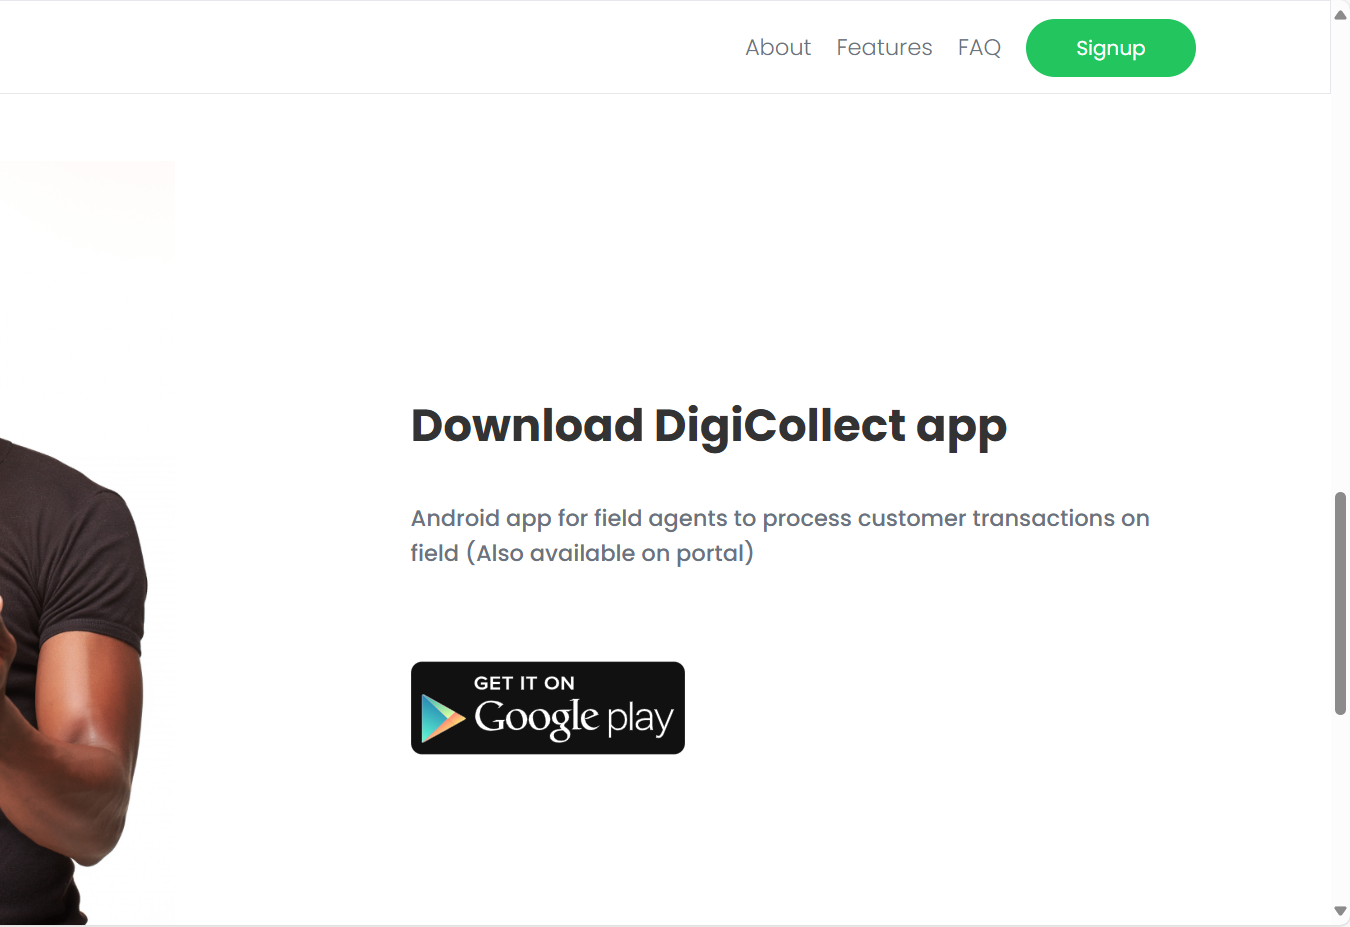 About Features FAQ Signup
Download DigiCollect app
Android app for field agents to process customer transactions on
field (Also available on portal)
GET IT ON
Google play